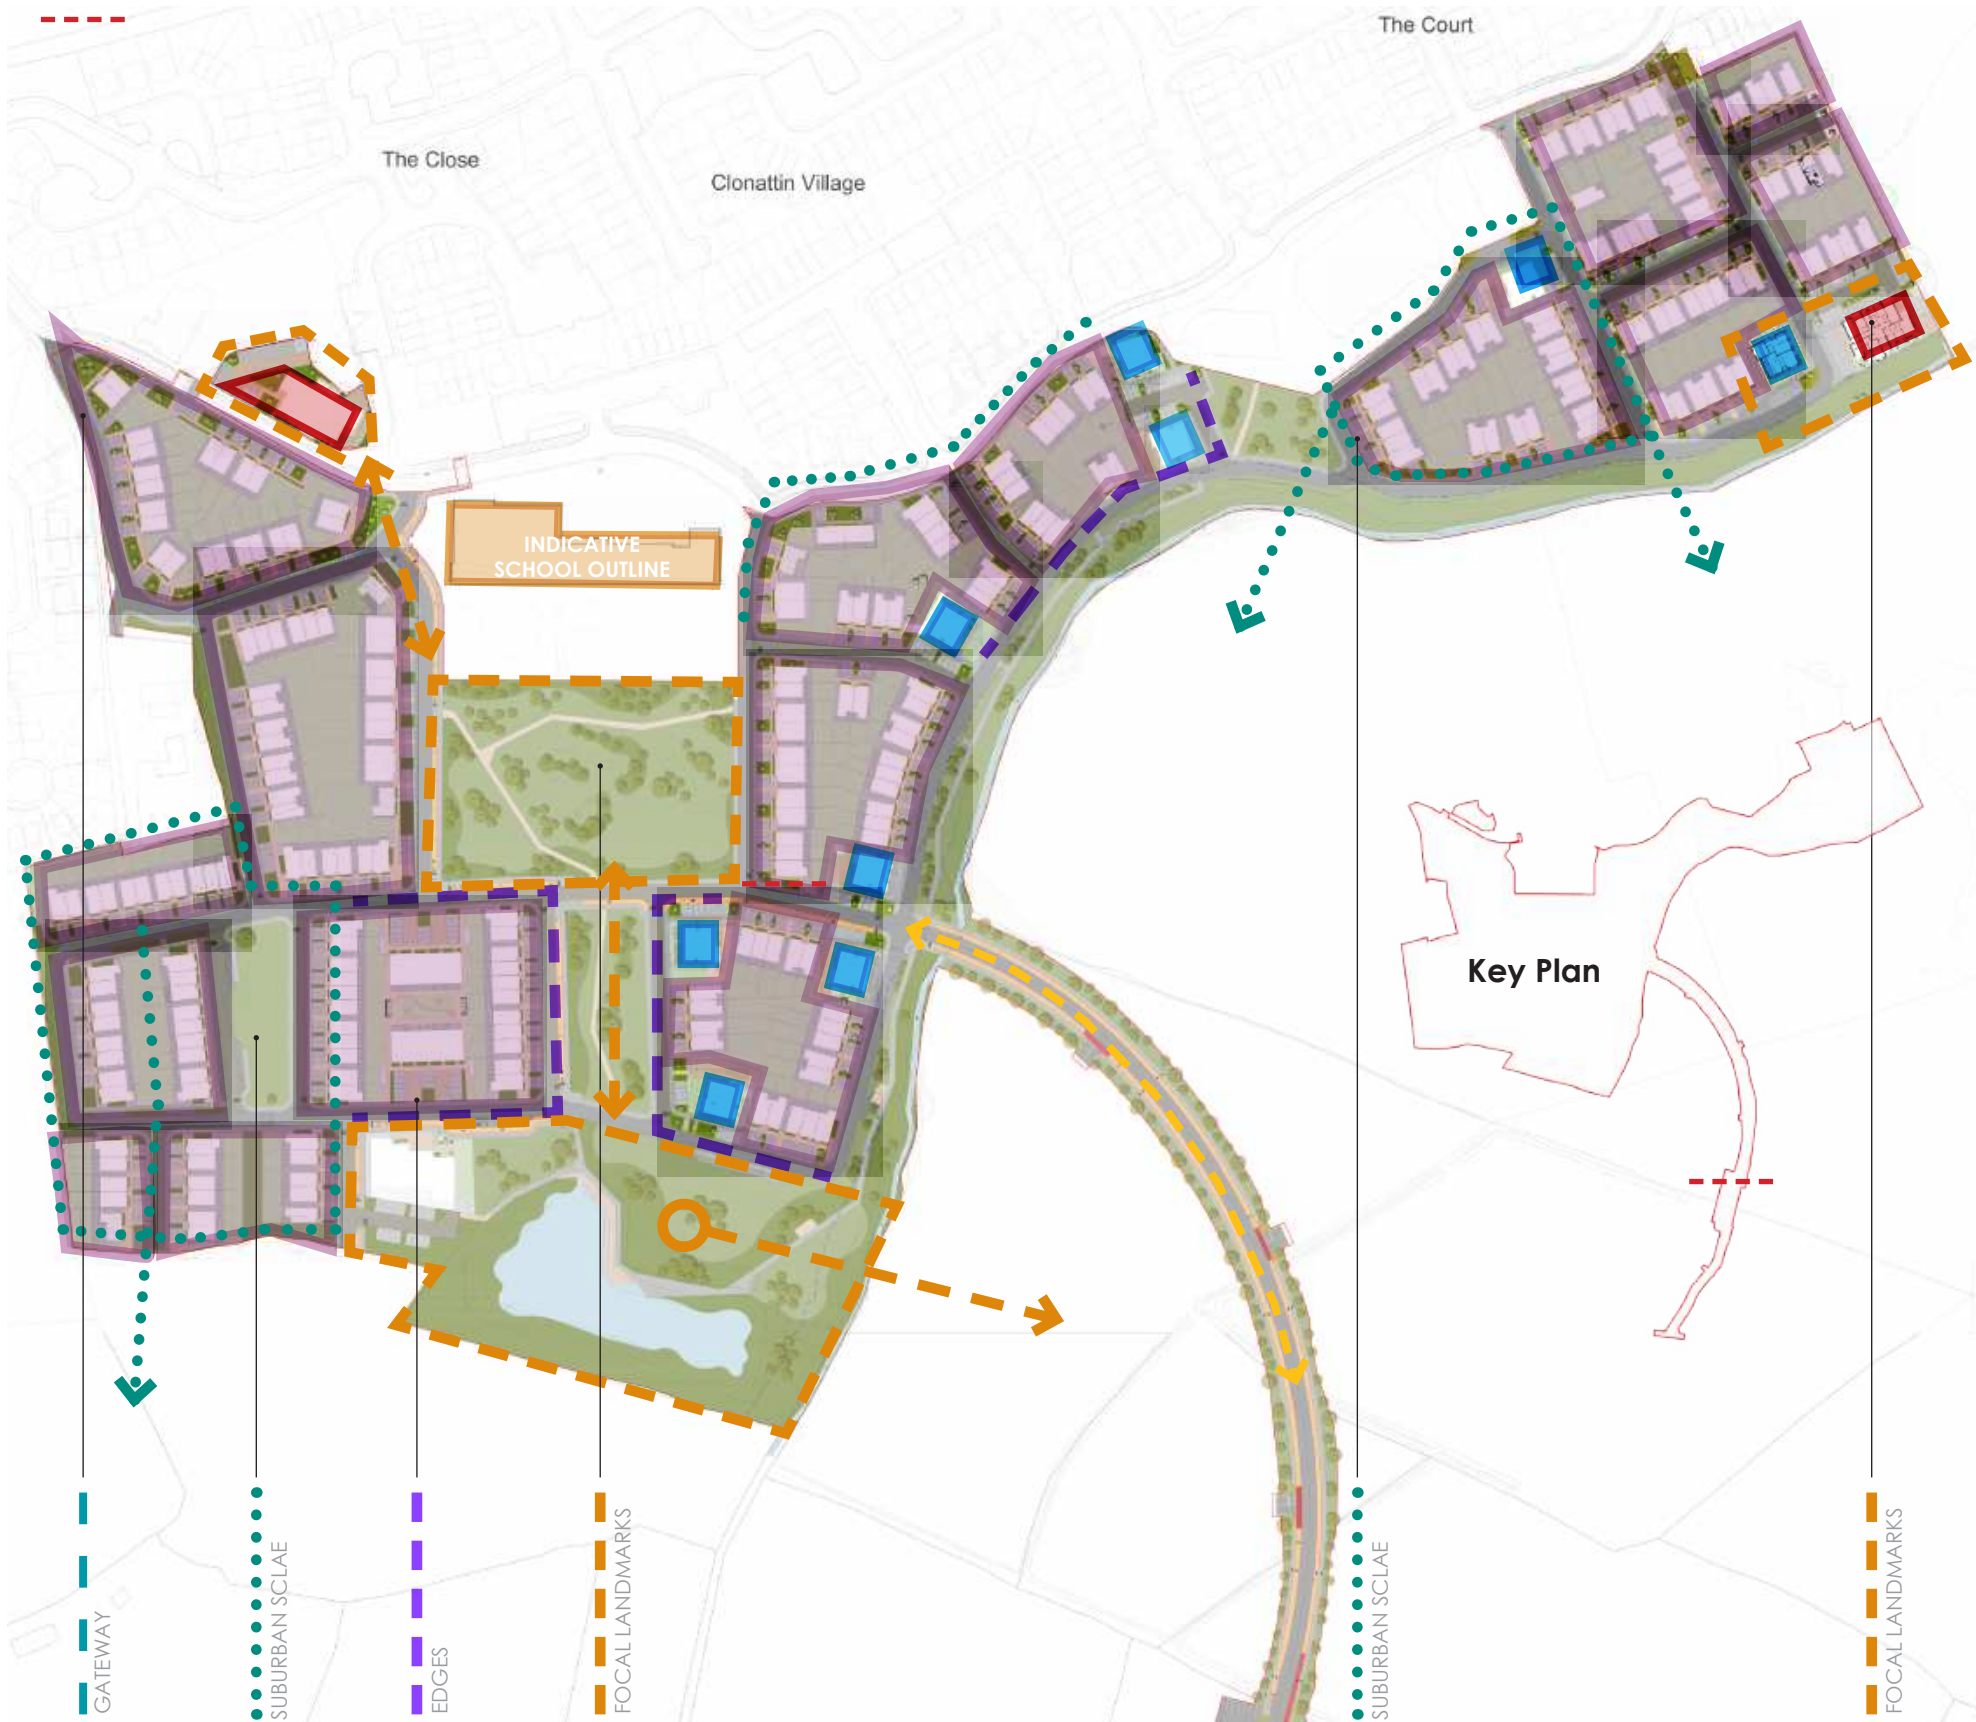 The Court
The Close
Clonattin Village
INDICATIVE
SCHOOL OUTLINE
Key Plan
GATEWAY
SUBURBAN SCLAE
EDGES
FOCAL LANDMARKS
SUBURBAN SCLAE
FOCAL LANDMARKS